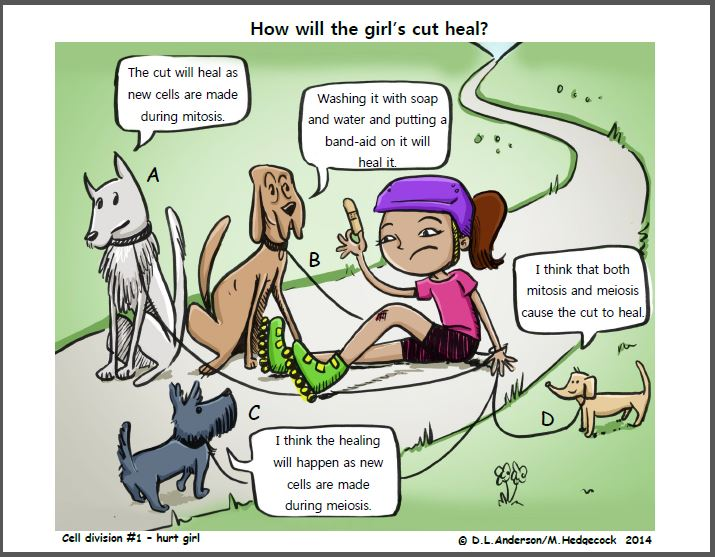 How will the girl's cut heal?
The cut will heal as
new cells are made
during mitosis.
A
Washing it with soap
and water and putting a
band-aid on it will
heal it.
B
I think that both
mitosis and meiosis
cause the cut to heal.
D
C
I think the healing
will happen as new
cells are made
during meiosis.
Cell division #1 - hurt girl
© D.L.Anderson/M.Hedgecock 2014